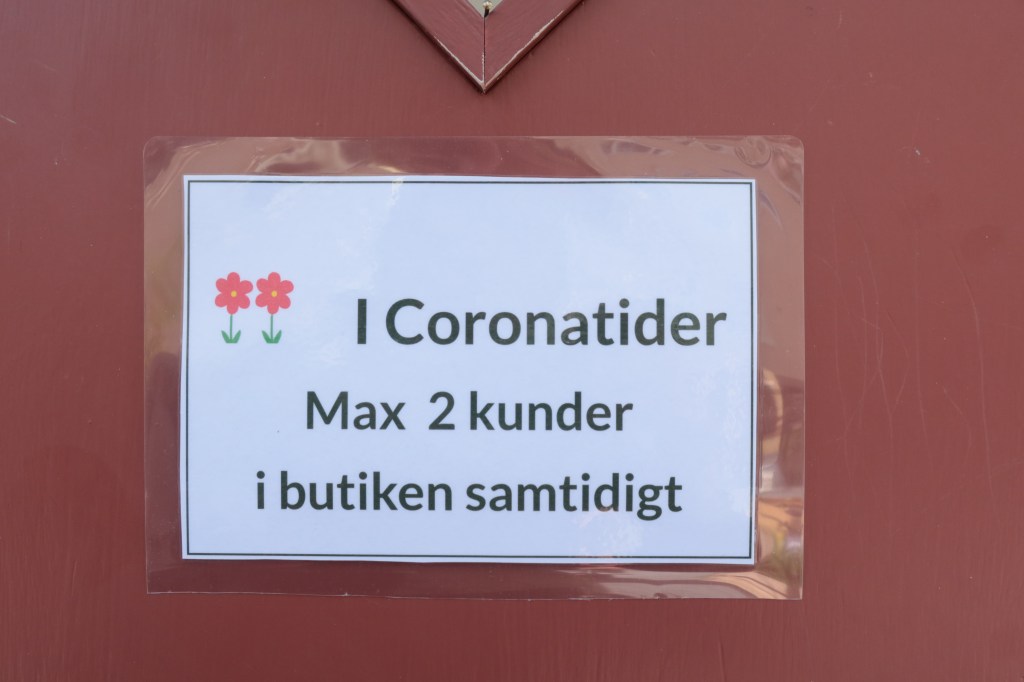 I Coronatider
Max 2 kunder
i butiken samtidigt